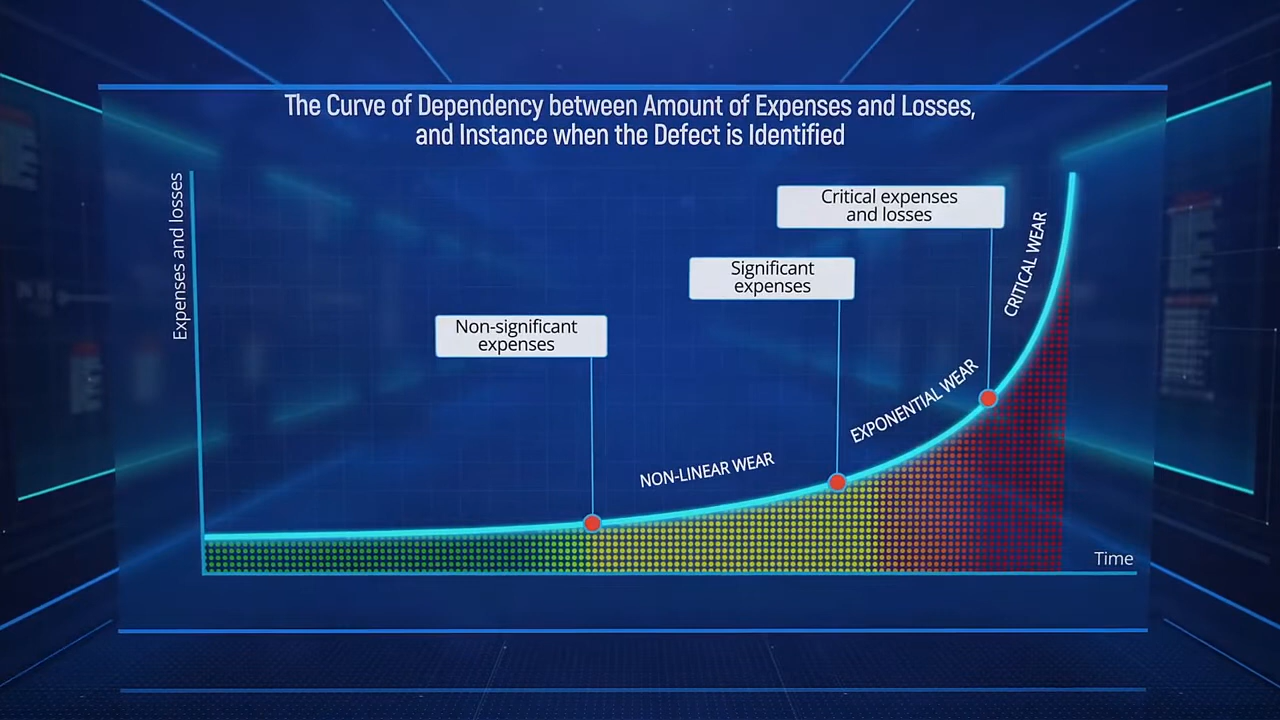 The Curve of Dependency between Amount of Expenses and Losses,
and Instance when the Defect is Identified
Expenses and losses
Critical expenses
and losses
Significant
expenses
Non-significant
expenses
NON-LINEAR WEAR
EXPONENTIAL WEAR
CRITICAL WEAR
Time